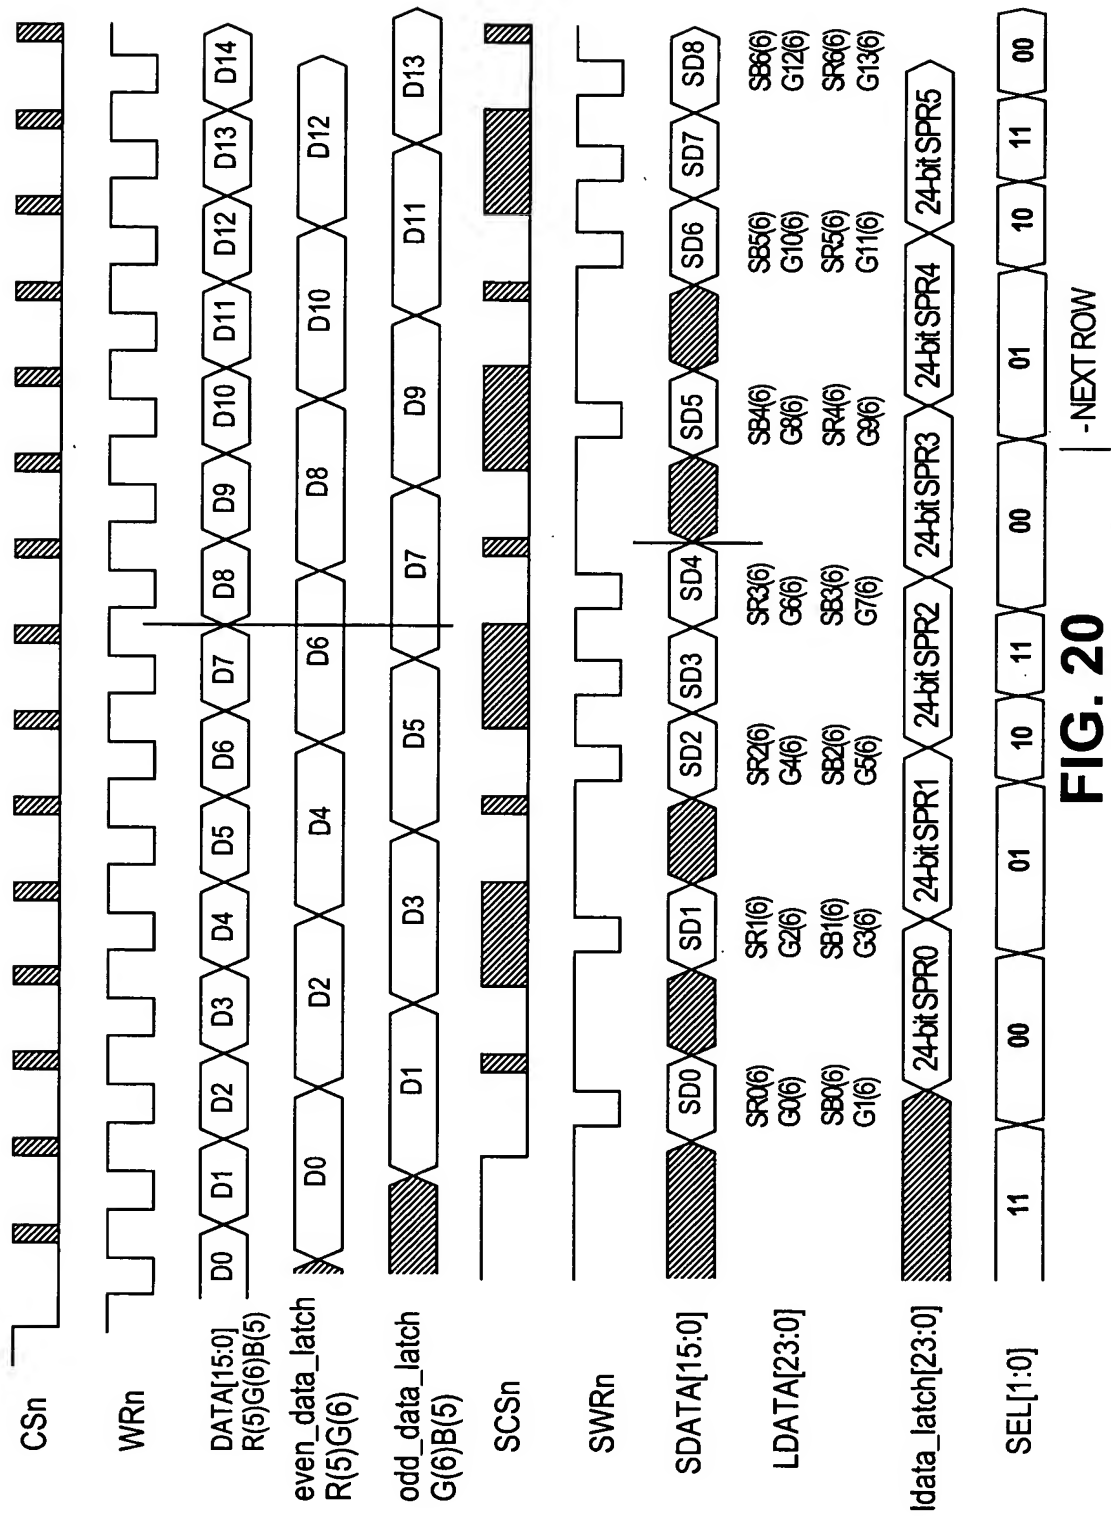 CSn
WRn
DATA[15:0]
R(5)G(6)B(5)
D0 D1 D2 D3 D4 D5 D6 D7 D8 D9 D10 D11 D12 D13 D14
even_data_latch
R(5)G(6)
D0 D2 D4 D6 D8 D10 D12
odd_data_latch
G(6)B(5)
D1 D3 D5 D7 D9 D11 D13
SCSn
SWRn
SDATA[15:0]
SD0 SD1 SD2 SD3 SD4 SD5 SD6 SD7 SD8
LDATA[23:0]
SR0(6) SR1(6) SR2(6) SR3(6) SB4(6) SB5(6) SB6(6)
G0(6) G2(6) G4(6) G6(6) G8(6) G10(6) G12(6)
SB0(6) SB1(6) SB2(6) SB3(6) SR4(6) SR5(6) SR6(6)
G1(6) G3(6) G5(6) G7(6) G9(6) G11(6) G13(6)
ldata_latch[23:0]
24-bit SPR0 24-bit SPR1 24-bit SPR2 24-bit SPR3 24-bit SPR4 24-bit SPR5
SEL[1:0]
11 00 01 10 11 00 01 10 11 00
-NEXT ROW
FIG. 20